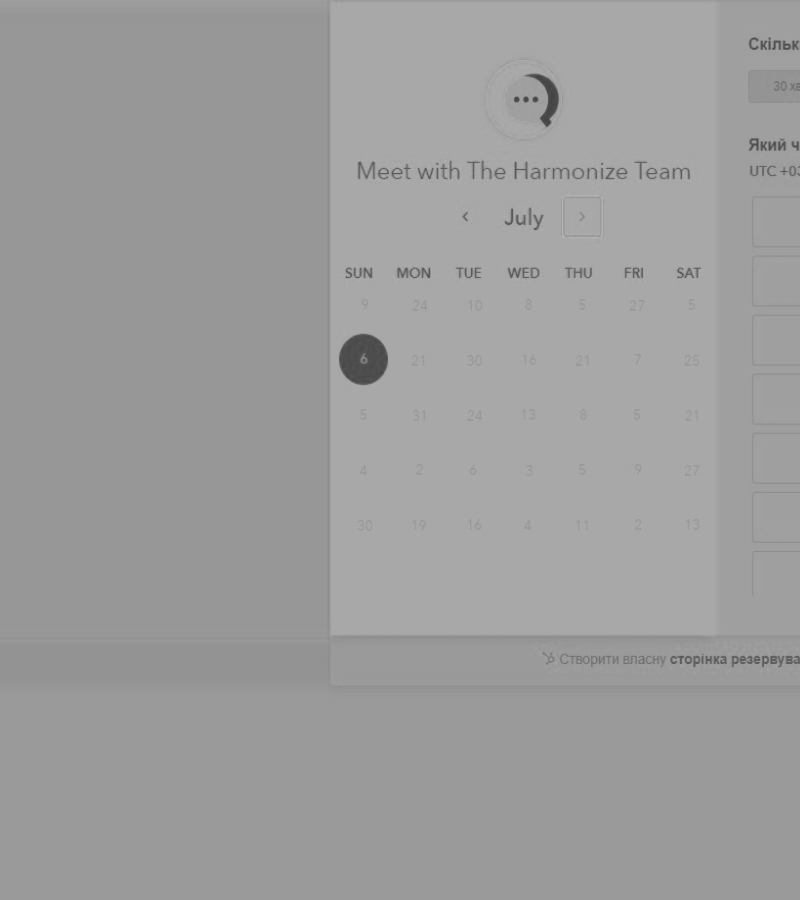 Meet with The Harmonize Team
July
SUN MON TUE WED THU FRI SAT
9 24 10 8 5 27 5
6 21 30 16 21 7 25
5 31 24 13 8 5 21
4 2 6 3 5 9 27
30 19 16 4 11 2 13
Скільк
30 хв
Який ч
UTC +03
Створити власну сторінка резервува